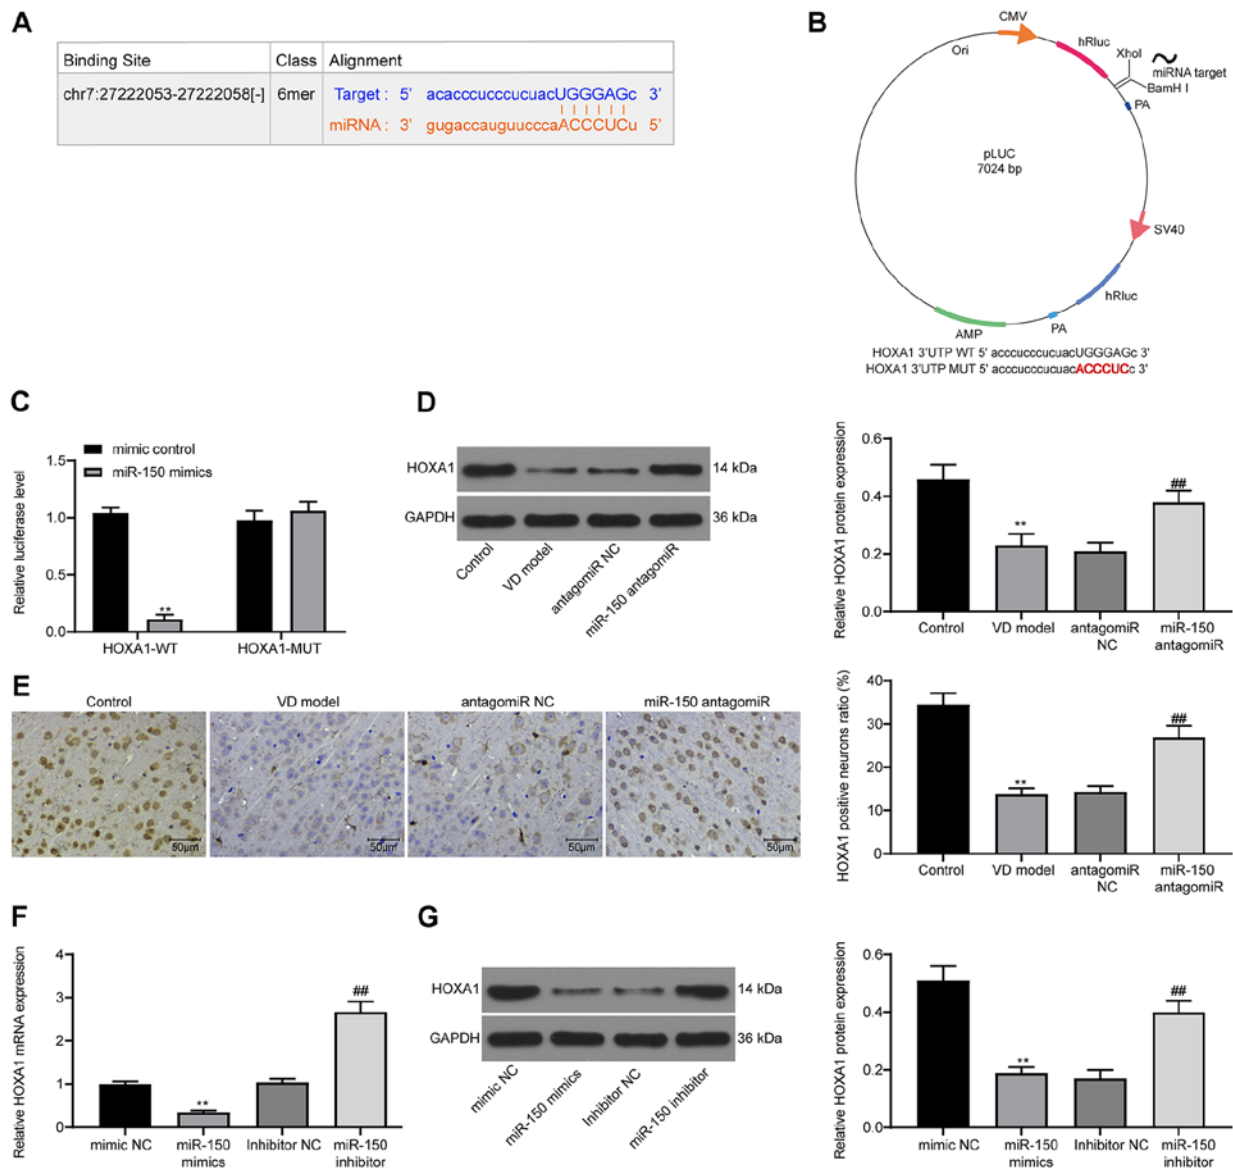 A
Binding Site Class Alignment
chr7:27222053-27222058[-] 6mer Target : 5' acacccucccucuacUGGGAGc 3'
miRNA : 3' gugaccauguucccaACCCUCu 5'
B
CMV
Ori
hRluc
XhoI
miRNA target
BamH I
PA
pLUC
7024 bp
SV40
hRluc
PA
AMP
HOXA1 3'UTP WT 5' acccucccucuacUGGGAGc 3'
HOXA1 3'UTP MUT 5' acccucccucuacACCCUCc 3'
C
mimic control
miR-150 mimics
Relative luciferase level
1.5
1.0
0.5
0.0
**
HOXA1-WT HOXA1-MUT
D
HOXA1 14 kDa
GAPDH 36 kDa
Control VD model antagomiR NC miR-150 antagomiR
Relative HOXA1 protein expression
0.6
0.4
0.2
0.0
** ##
Control VD model antagomiR miR-150
NC antagomiR
E
Control VD model antagomiR NC miR-150 antagomiR
50μm 50μm 50μm 50μm
HOXA1 positive neurons ratio (%)
40
30
20
10
0
** ##
Control VD model antagomiR miR-150
NC antagomiR
F
Relative HOXA1 mRNA expression
4
3
2
1
0
** ##
mimic NC miR-150 Inhibitor NC miR-150
mimics inhibitor
G
HOXA1 14 kDa
GAPDH 36 kDa
mimic NC miR-150 mimics Inhibitor NC miR-150 inhibitor
Relative HOXA1 protein expression
0.6
0.4
0.2
0.0
** ##
mimic NC miR-150 Inhibitor NC miR-150
mimics inhibitor